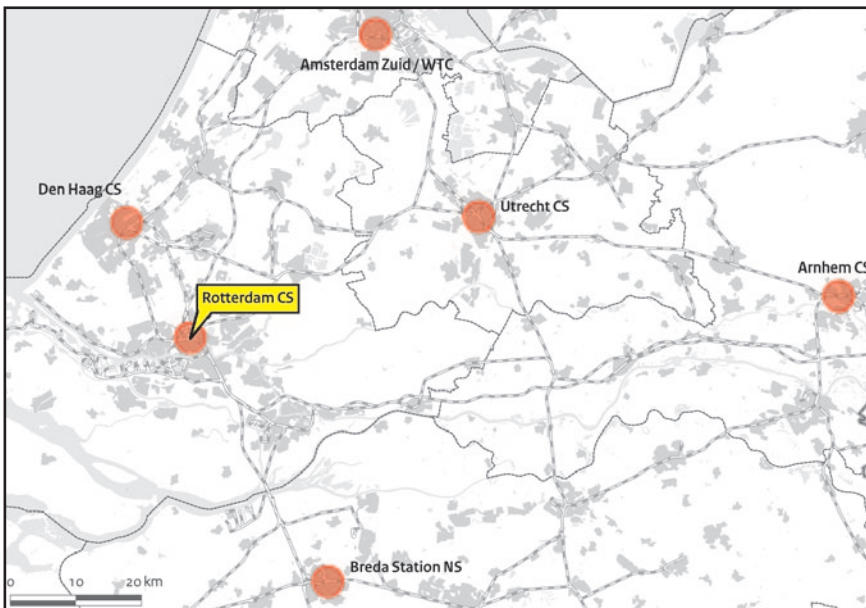 Amsterdam Zuid / WTC
Den Haag CS
Utrecht CS
Arnhem CS
Rotterdam CS
Breda Station NS
0 10 20 km